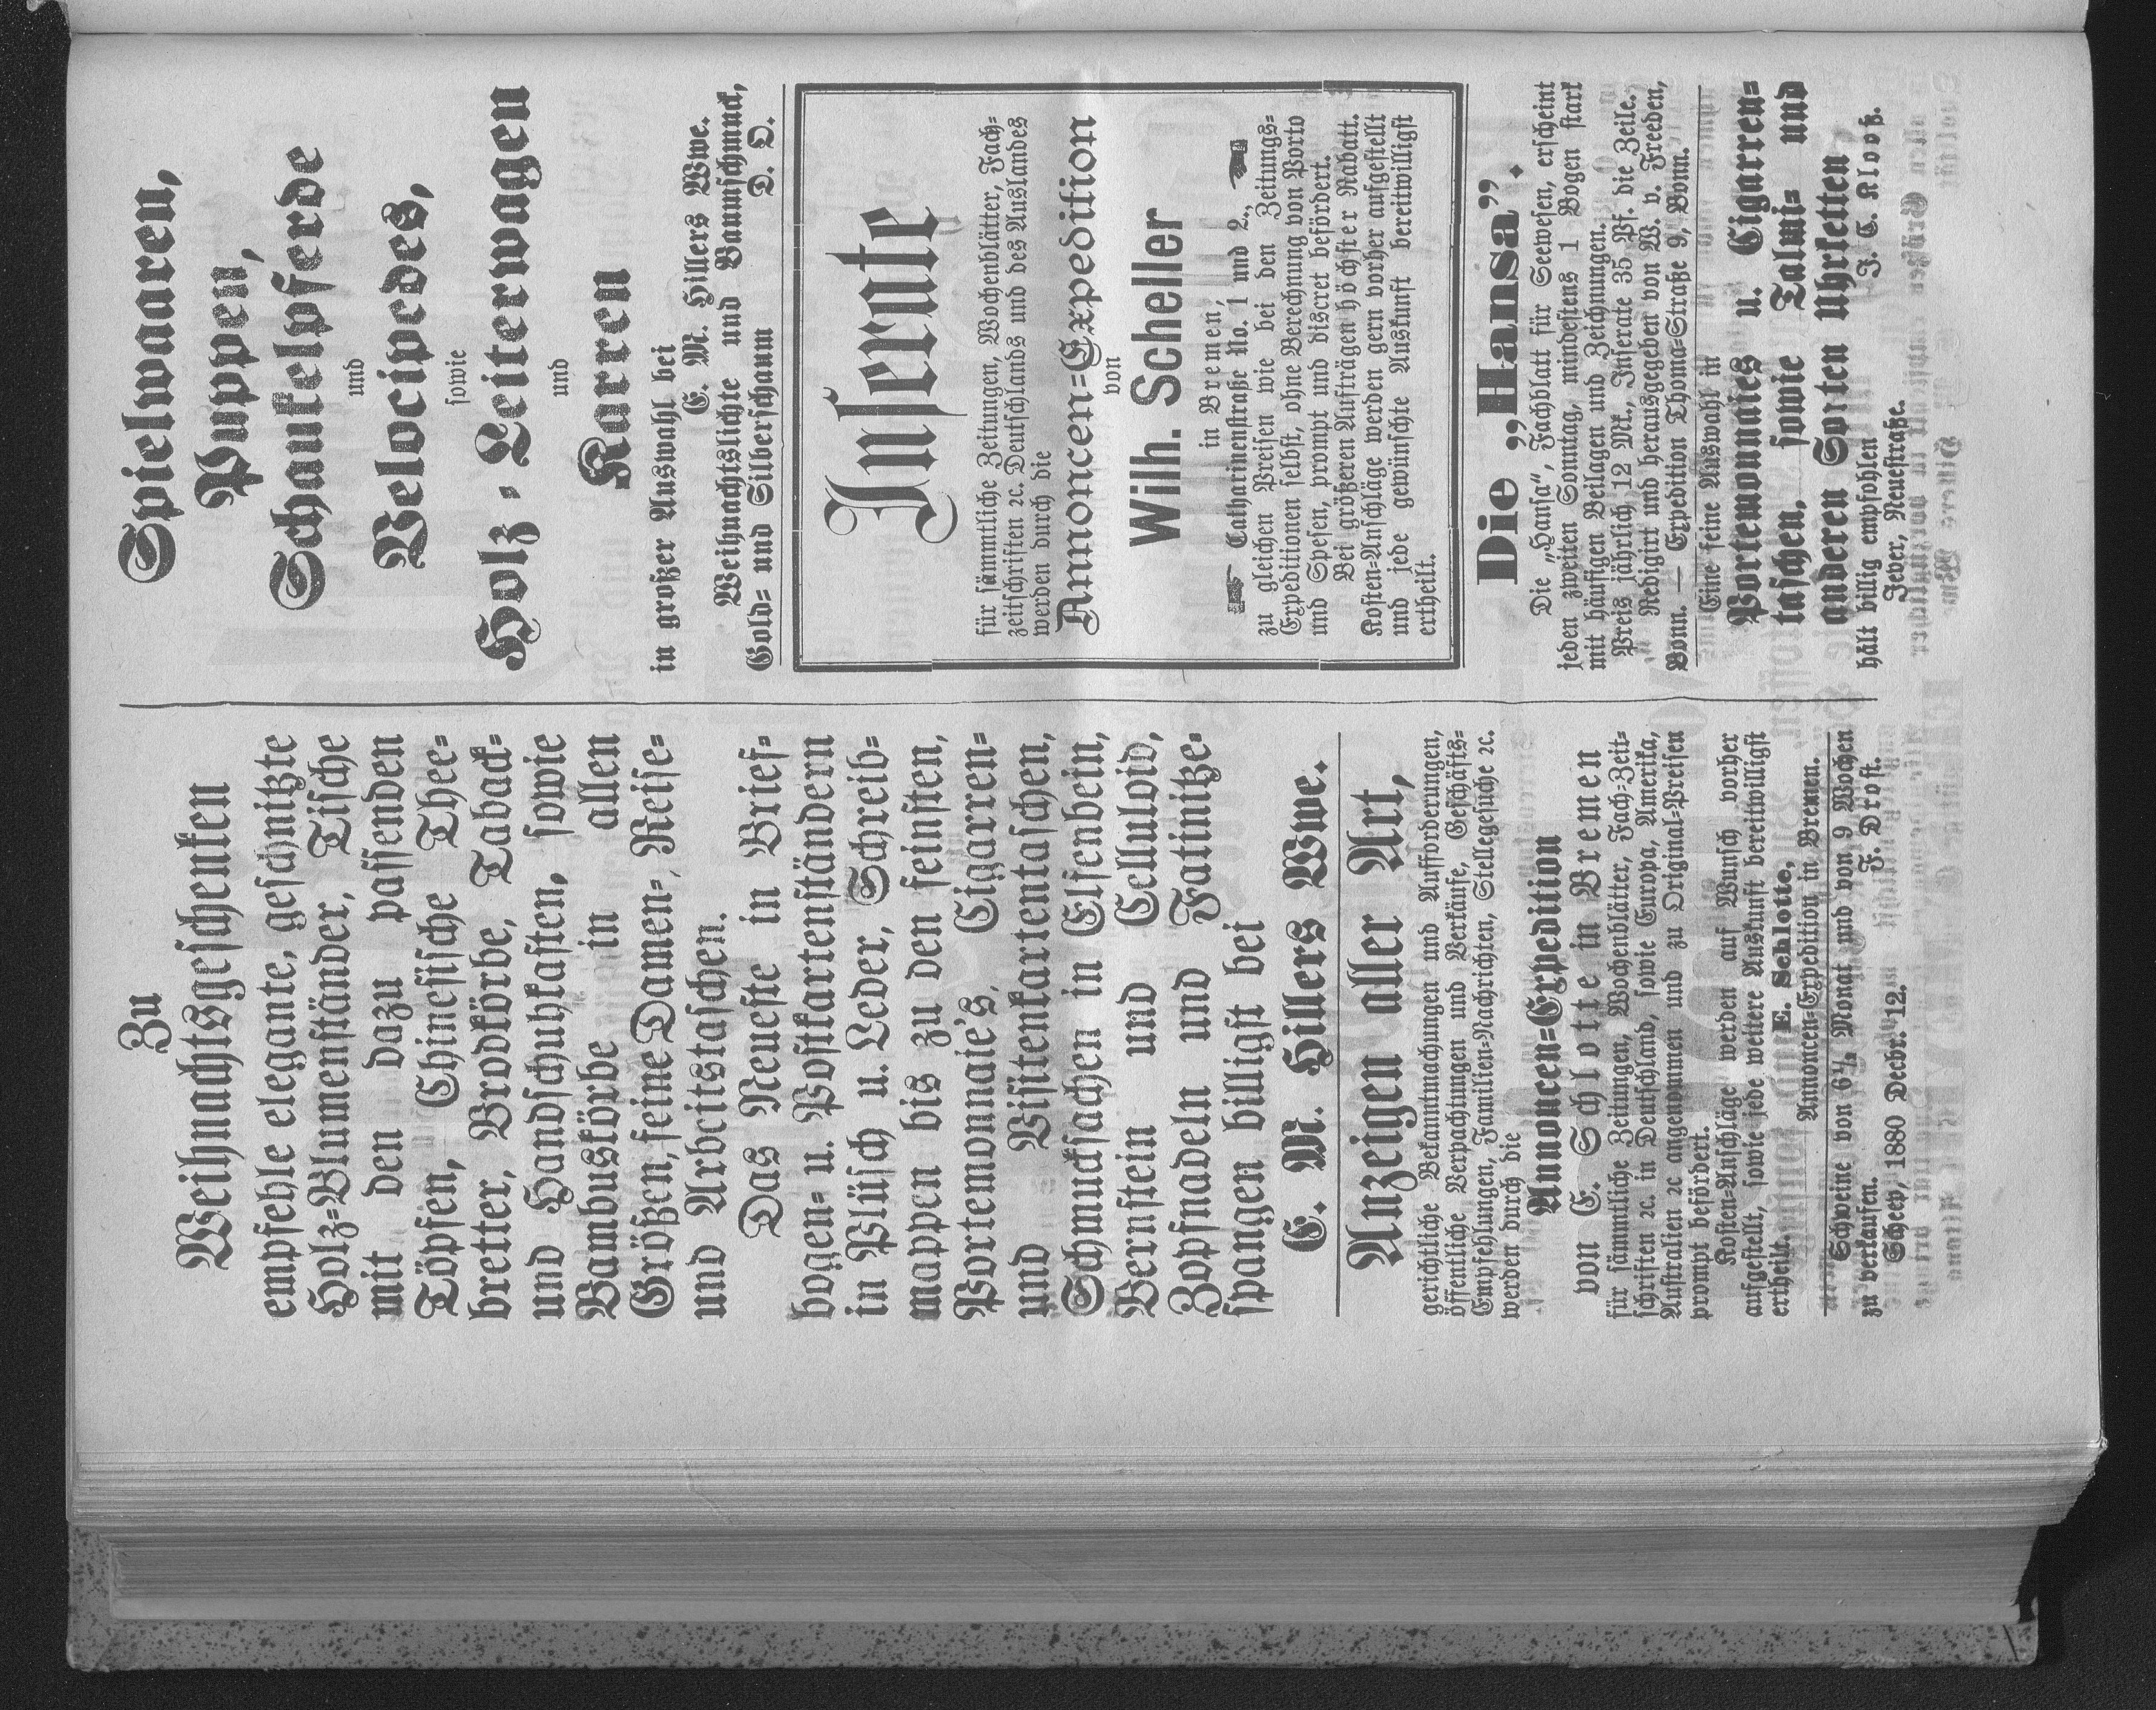 Zu
Weihnachtsgeschenken
empfehle elegante, geschnitzte
Holz=Blumenständer, Tische
mit den dazu passenden
Töpfen, Chinesische Thee=
bretter, Brodkörbe, Taback=
und Handschuhkasten, sowie
Bambuskörbe in allen
Größen, feine Damen=, Reise=
und Arbeitstaschen.
Das Neueste in Brief=
bogen= u. Postkartenständern
in Plüsch u. Leder, Schreib=
mappen bis zu den feinsten,
Portemonnaie's, Cigarren=
und Visitenkartentaschen,
Schmucksachen in Elfenbein,
Bernstein und Celluloid,
Zopfnadeln und Fatinitze=
spangen billigst bei
E. M. Hillers Wwe.
Anzeigen aller Art,
gerichtliche Bekanntmachungen und Aufforderungen,
öffentliche Verpachtungen und Verkäufe, Geschäfts=
Empfehlungen, Familien=Nachrichten, Stellegesuche ꝛc.
werden durch die
Annoncen=Expedition
von E. Schlotte in Bremen
für sämmtliche Zeitungen, Wochenblätter, Fach=Zeit=
schriften ꝛc. in Deutschland, sowie Europa, Amerika,
Australien ꝛc angenommen und zu Original=Preisen
prompt befördert.
Kosten=Anschläge werden auf Wunsch vorher
aufgestellt, sowie jede weitere Auskunft bereitwilligst
ertheilt.
E. Schlotte,
Annoncen=Expedition in Bremen.
Schweine von 6½ Monat und von 9 Wochen
zu verkaufen.
F. Drost.
Scheep, 1880 Decbr. 12.
Spielwaaren,
Puppen,
Schaukelpferde
und
Velocipedes,
sowie
Holz = Leiterwagen
und
Karren
in großer Auswahl bei
E. M. Hillers Wwe.
Weihnachtslichte und Baumschmuck,
Gold= und Silberschaum D. O.
Inserate
für sämmtliche Zeitungen, Wochenblätter, Fach=
zeitschriften ꝛc. Deutschlands und des Auslandes
werden durch die
Annoncen=Expedition
von
Wilh. Scheller
in Bremen,
☛ Catharinenstraße No. 1 und 2., ☚
zu gleichen Preisen wie bei den Zeitungs=
Expeditionen selbst, ohne Berechnung von Porto
und Spesen, prompt und discret befördert.
Bei größeren Aufträgen höchster Rabatt.
Kosten=Anschläge werden gern vorher aufgestellt
und jede gewünschte Auskunft bereitwilligst
ertheilt.
Die „Hansa”.
Die „Hansa“, Fachblatt für Seewesen, erscheint
jeden zweiten Sonntag, mindestens 1 Bogen stark
mit häufigen Beilagen und Zeichnungen.
Preis jährlich 12 Mk., Inserate 35 Pf. die Zeile.
Redigirt und herausgegeben von W. v. Freeden,
Bonn. — Expedition Thoma=Straße 9, Bonn.
Eine feine Auswahl in
Portemonnaies u. Cigarren=
taschen, sowie Talmi= und
anderen Sorten Uhrketten
hält billig empfohlen J. C. Klooß.
Jever, Neuestraße.